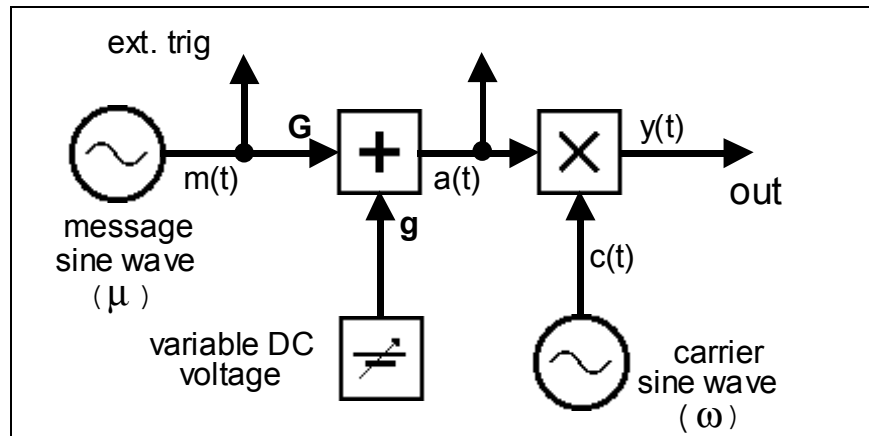 ext. trig
G
+
×
y(t)
m(t)
a(t)
out
message
sine wave
(μ)
g
c(t)
variable DC
voltage
carrier
sine wave
(ω)